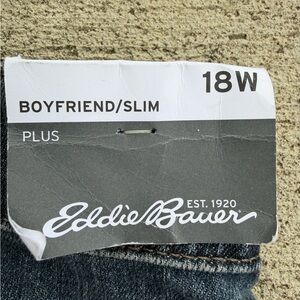 18W
BOYFRIEND/SLIM
PLUS
EST. 1920
Eddie Bauer